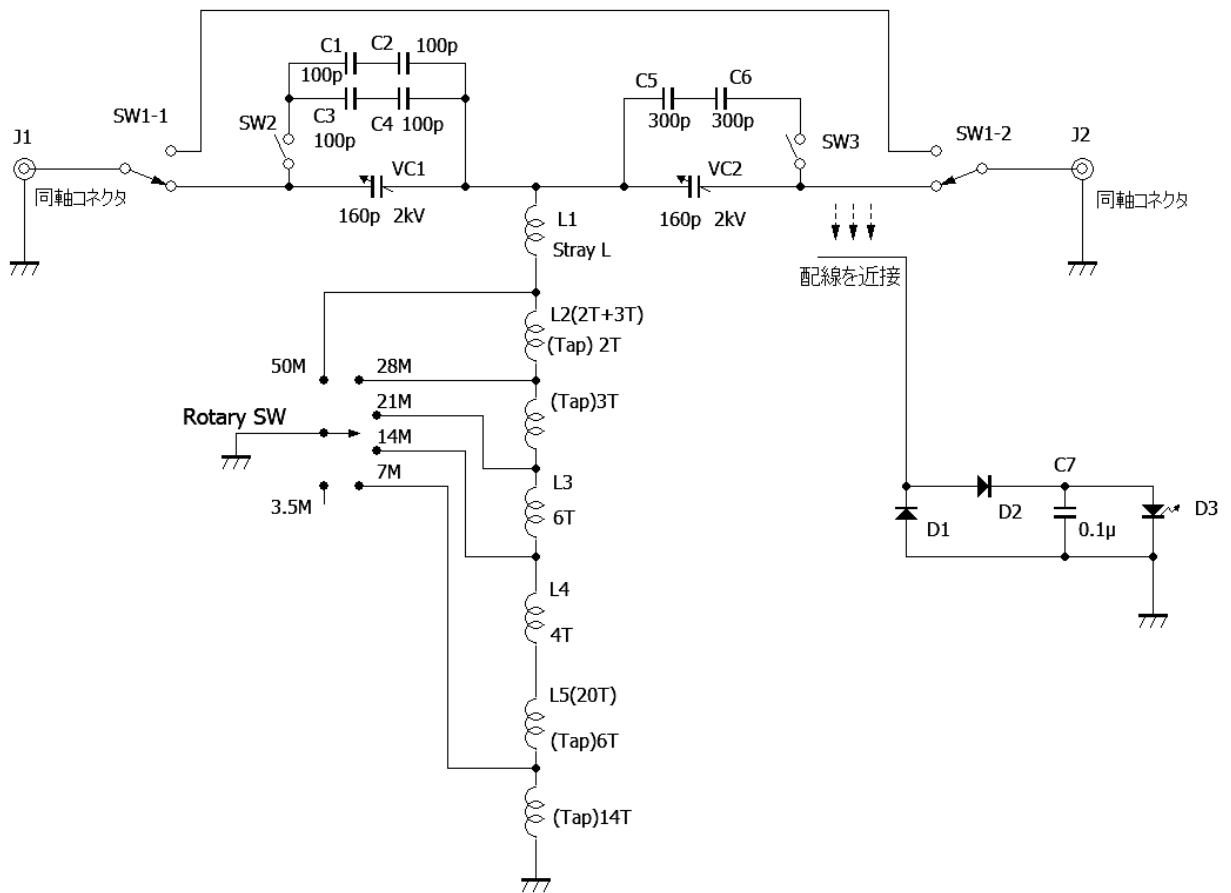 C1
C2
100p
100p
C3
C4
100p
100p
C5
C6
300p
300p
J1
SW1-1
SW2
SW3
SW1-2
J2
同軸コネクタ
VC1
160p 2kV
VC2
160p 2kV
同軸コネクタ
L1
Stray L
配線を近接
L2(2T+3T)
(Tap) 2T
50M
28M
(Tap)3T
21M
Rotary SW
14M
7M
3.5M
L3
6T
C7
D1
D2
0.1μ
D3
L4
4T
L5(20T)
(Tap)6T
(Tap)14T